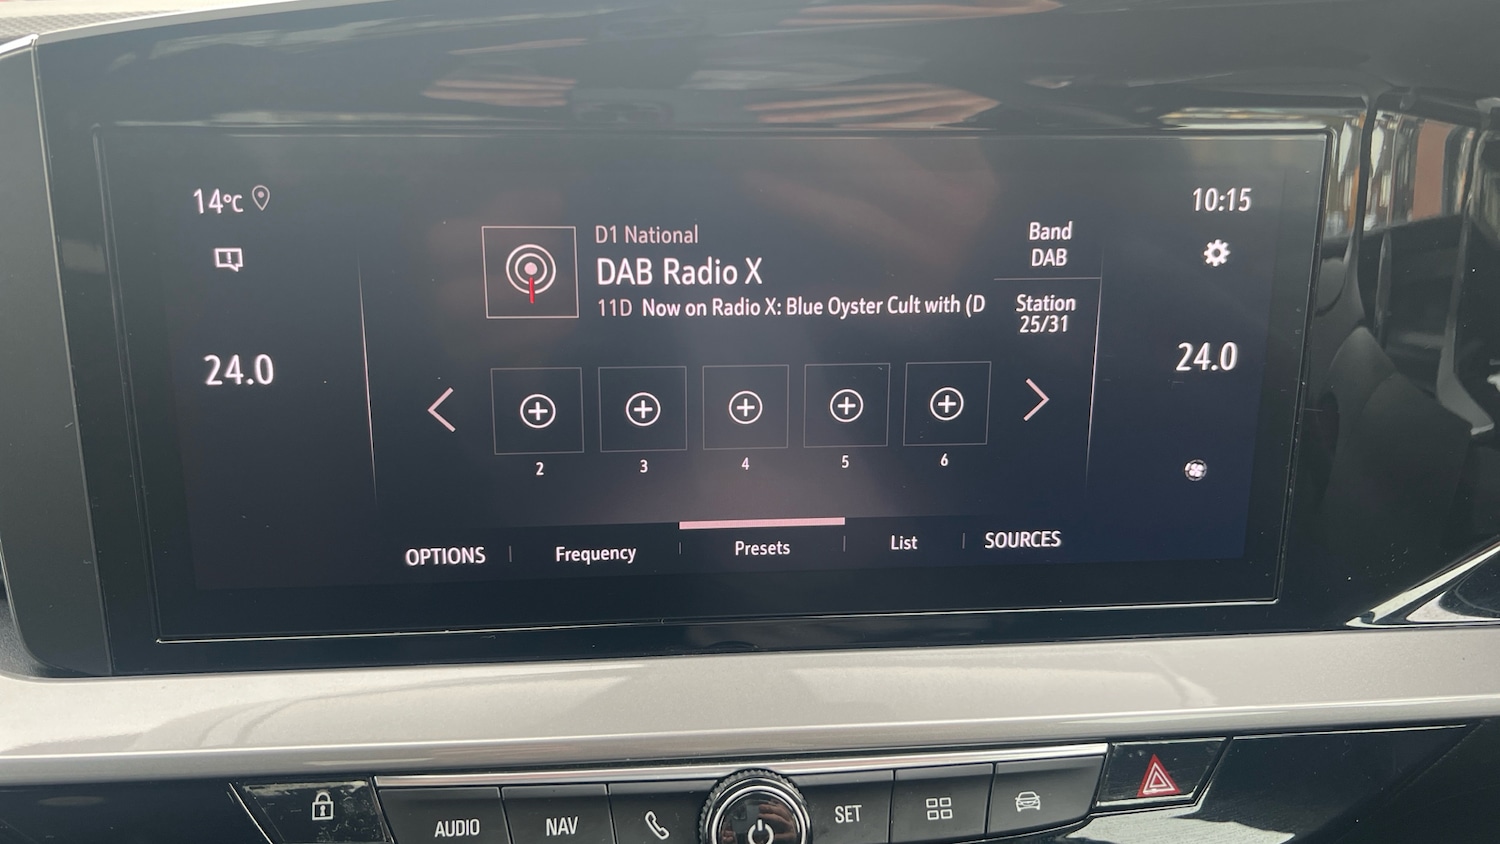 14°C
10:15
D1 National
DAB Radio X
11D Now on Radio X: Blue Oyster Cult with (D
Band
DAB
Station
25/31
24.0
24.0
2 3 4 5 6
OPTIONS Frequency Presets List SOURCES
AUDIO NAV SET